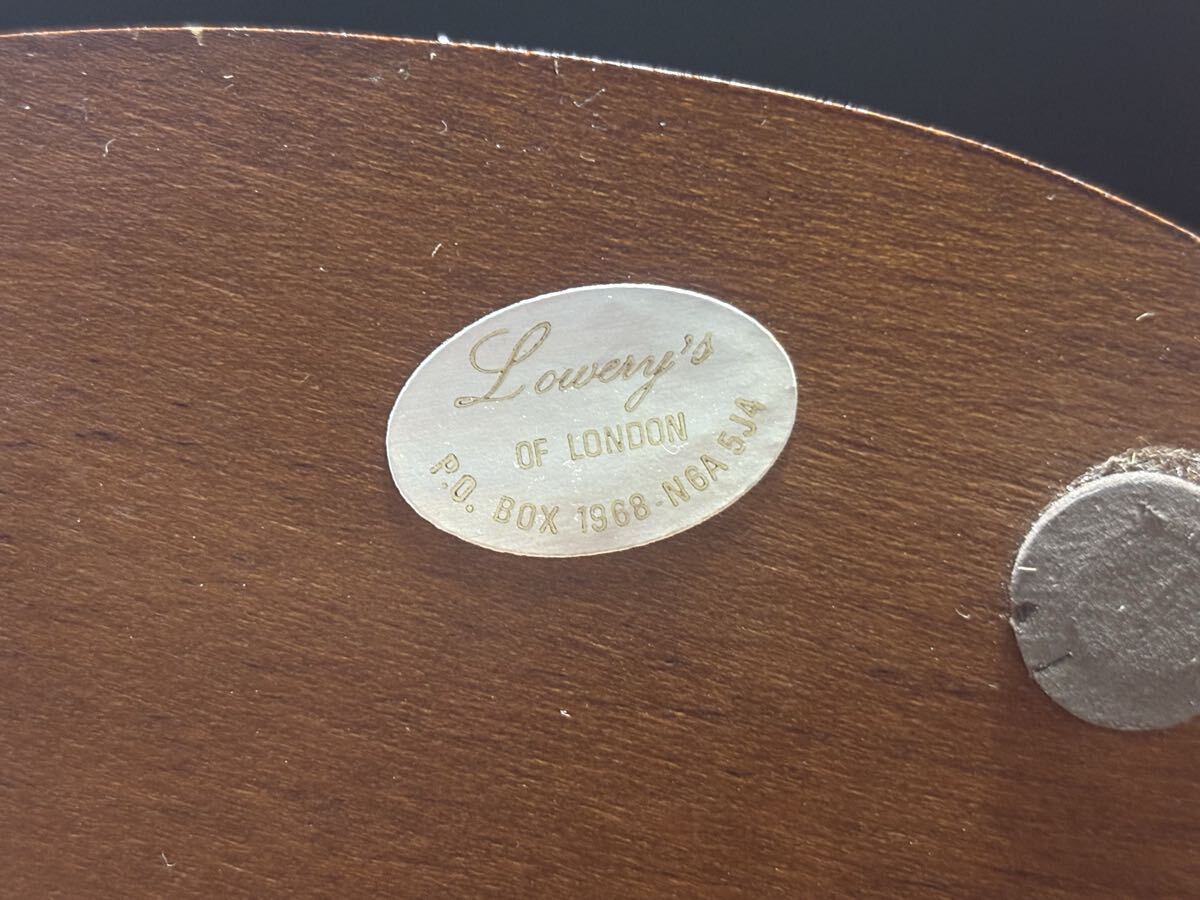 Lowery's
OF LONDON
P.O. BOX 1968-N6A 5J4